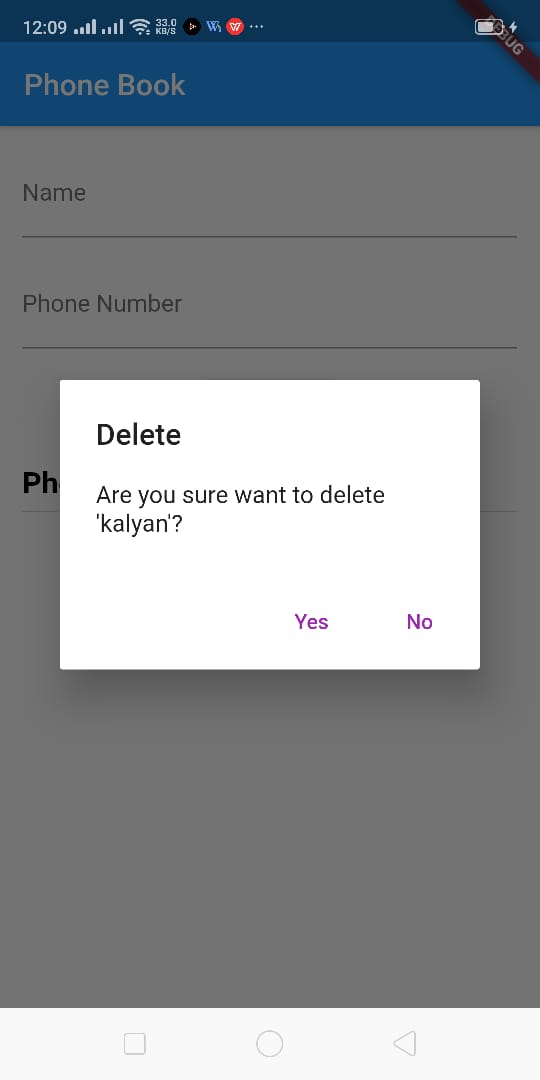 12:09 33.0 KB/S
DEBUG
Phone Book
Name
Phone Number
Delete
Are you sure want to delete
'kalyan'?
Yes No